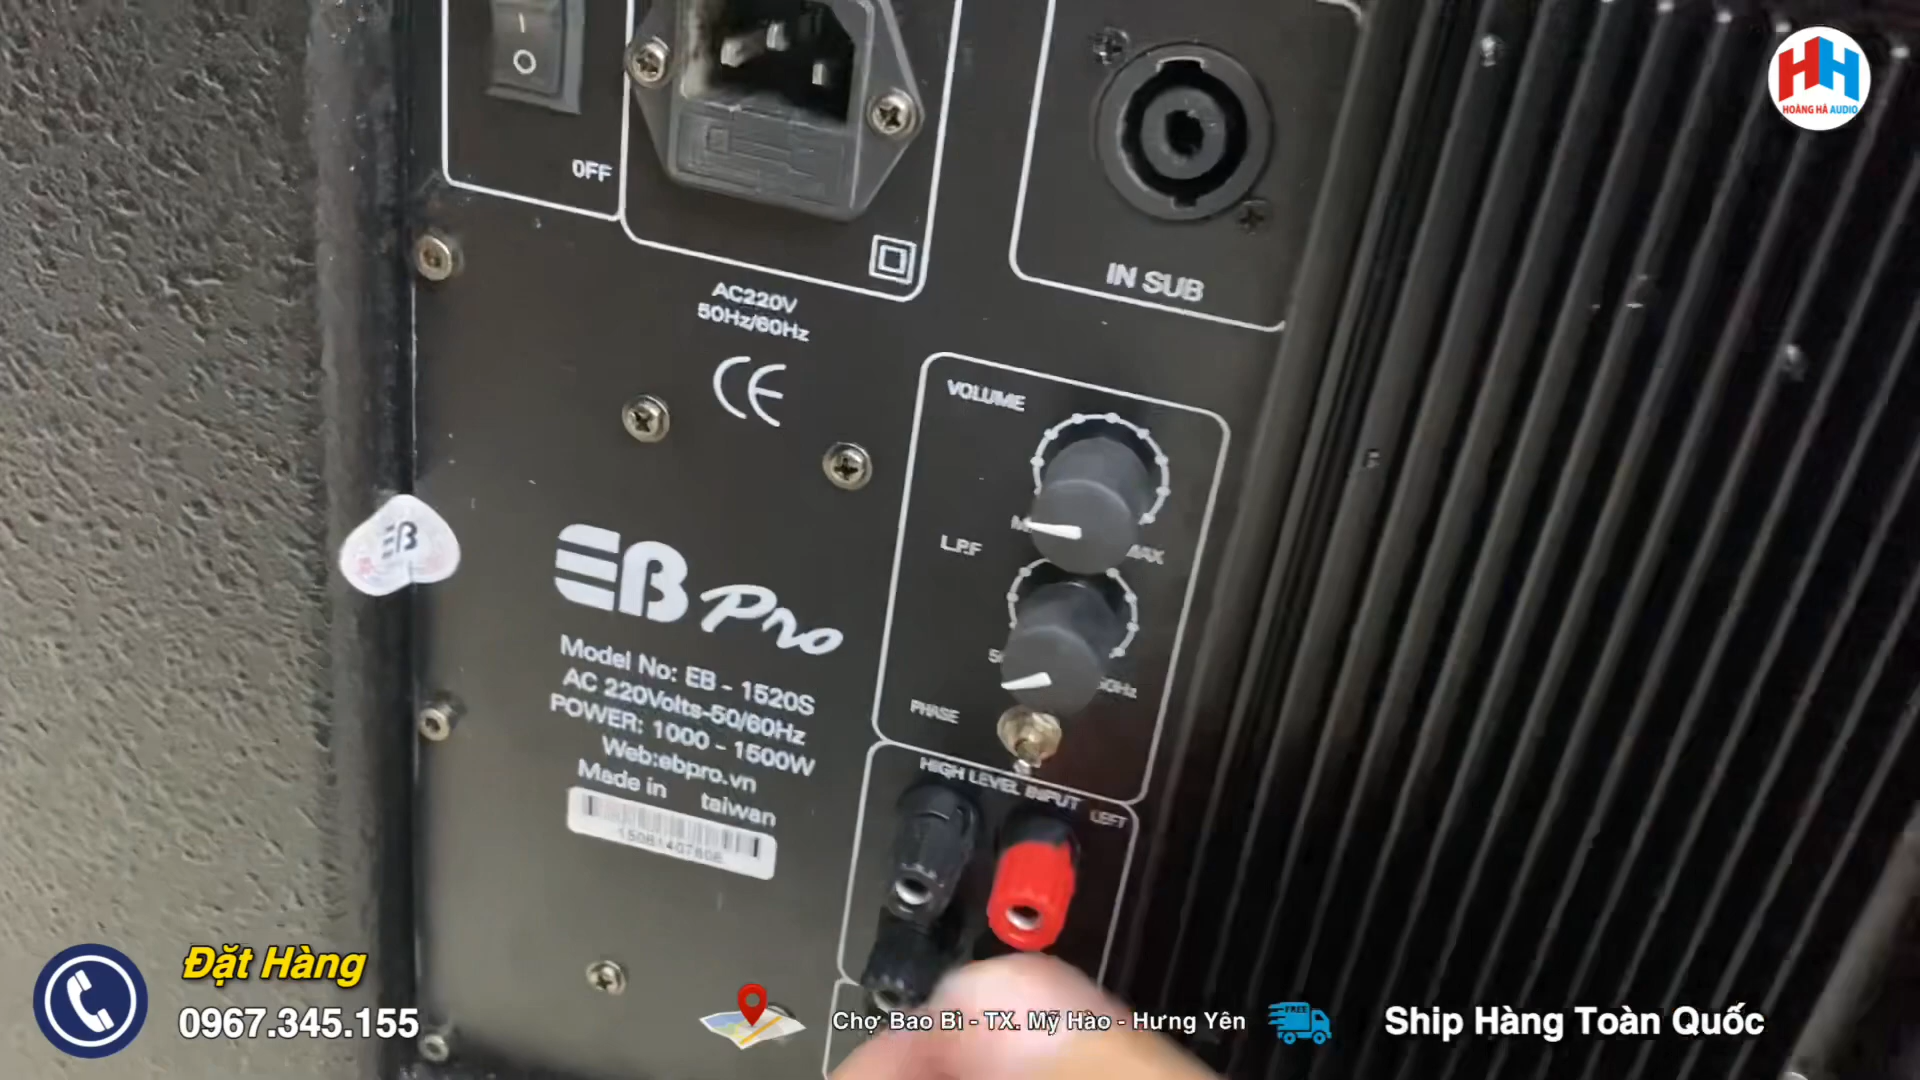 HH
HOÀNG HÀ AUDIO
OFF
IN SUB
AC220V
50Hz/60Hz
CE
VOLUME
MAX
L.P.F
PHASE
EB
EB Pro
Model No: EB - 1520S
AC 220Volts-50/60Hz
POWER: 1000 - 1500W
Web:ebpro.vn
Made in taiwan
HIGH LEVEL INPUT
LEFT
Đặt Hàng
0967.345.155
Chợ Bao Bì - TX. Mỹ Hào - Hưng Yên
FREE
Ship Hàng Toàn Quốc